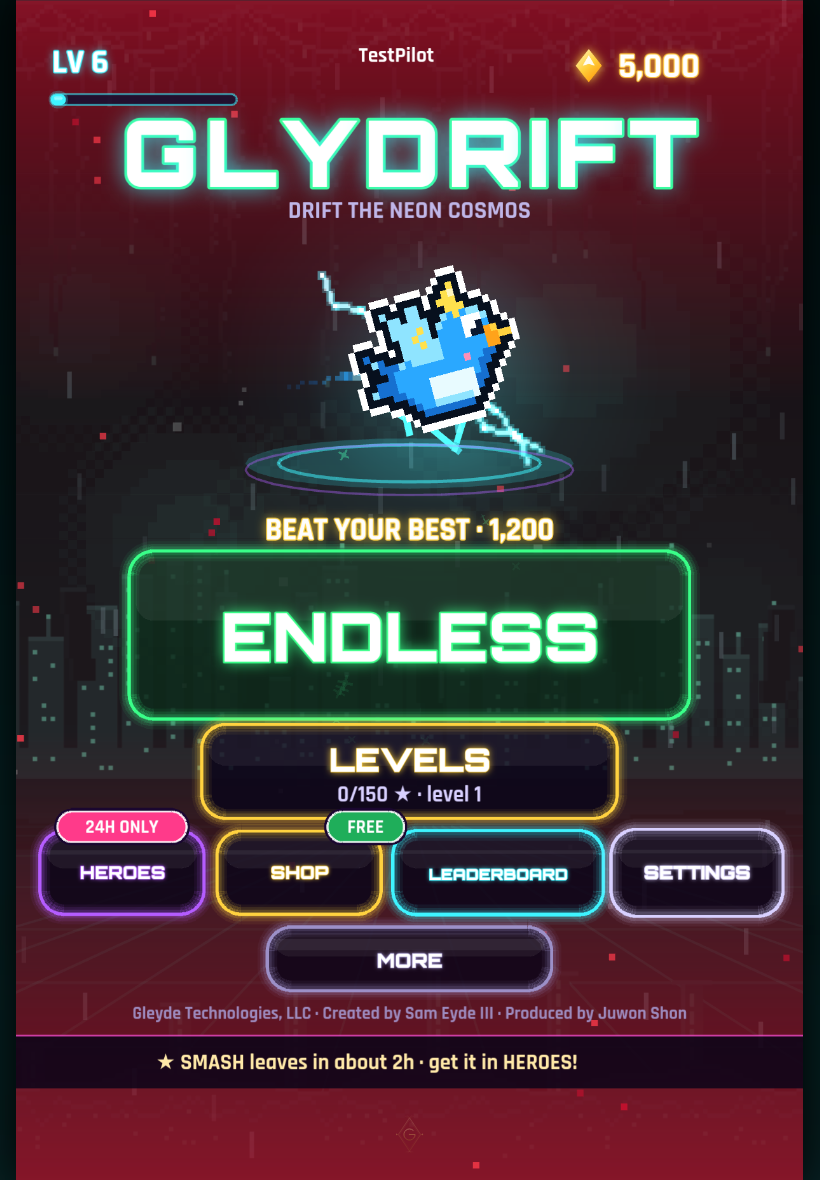 LV 6
TestPilot
5,000
GLYDRIFT
DRIFT THE NEON COSMOS
BEAT YOUR BEST · 1,200
ENDLESS
LEVELS
0/150 ★ · level 1
24H ONLY
FREE
HEROES
SHOP
LEADERBOARD
SETTINGS
MORE
Gleyde Technologies, LLC · Created by Sam Eyde III · Produced by Juwon Shon
★ SMASH leaves in about 2h · get it in HEROES!
G